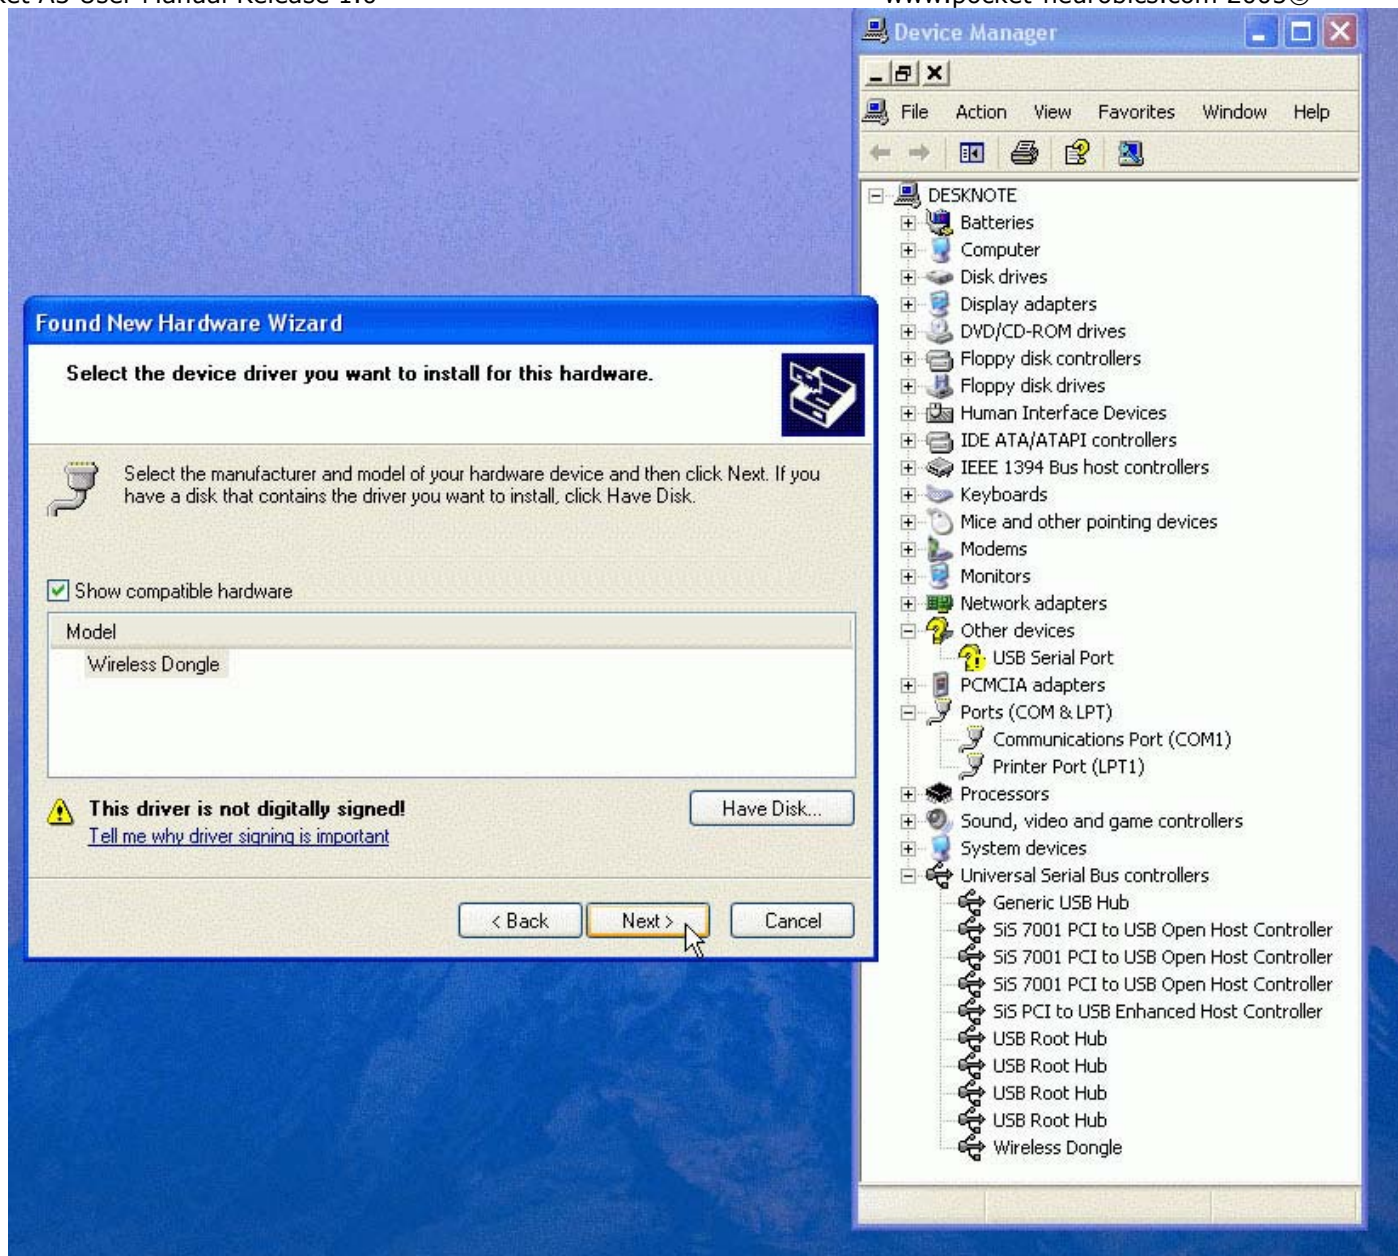 User Manual Release 1.0
www.pocket-neurobics.com 2005©
Device Manager
File Action View Favorites Window Help
DESKNOTE
Batteries
Computer
Disk drives
Display adapters
DVD/CD-ROM drives
Floppy disk controllers
Floppy disk drives
Human Interface Devices
IDE ATA/ATAPI controllers
IEEE 1394 Bus host controllers
Keyboards
Mice and other pointing devices
Modems
Monitors
Network adapters
Other devices
USB Serial Port
PCMCIA adapters
Ports (COM & LPT)
Communications Port (COM1)
Printer Port (LPT1)
Processors
Sound, video and game controllers
System devices
Universal Serial Bus controllers
Generic USB Hub
SiS 7001 PCI to USB Open Host Controller
SiS 7001 PCI to USB Open Host Controller
SiS 7001 PCI to USB Open Host Controller
SiS PCI to USB Enhanced Host Controller
USB Root Hub
USB Root Hub
USB Root Hub
USB Root Hub
Wireless Dongle
Found New Hardware Wizard
Select the device driver you want to install for this hardware.
Select the manufacturer and model of your hardware device and then click Next. If you
have a disk that contains the driver you want to install, click Have Disk.
Show compatible hardware
Model
Wireless Dongle
This driver is not digitally signed!
Tell me why driver signing is important
Have Disk...
< Back
Next >
Cancel